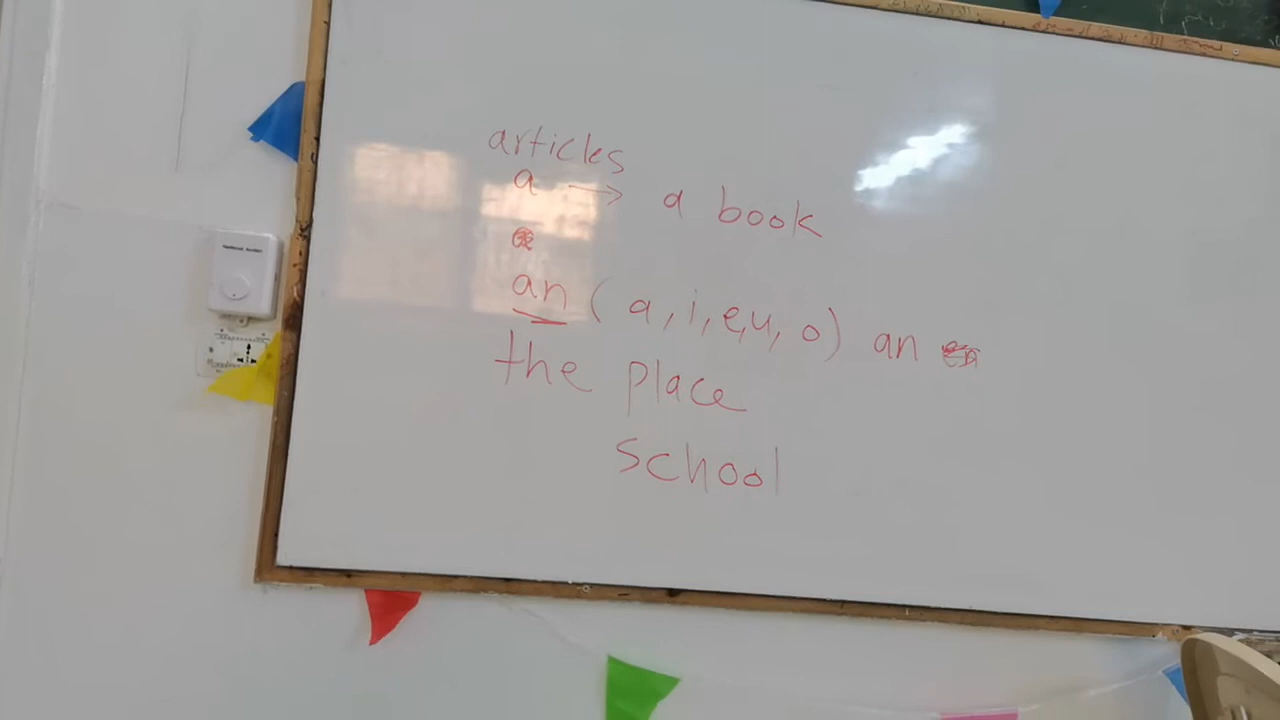 articles
a → a book
an ( a, i, e, u, o) an
the place
school